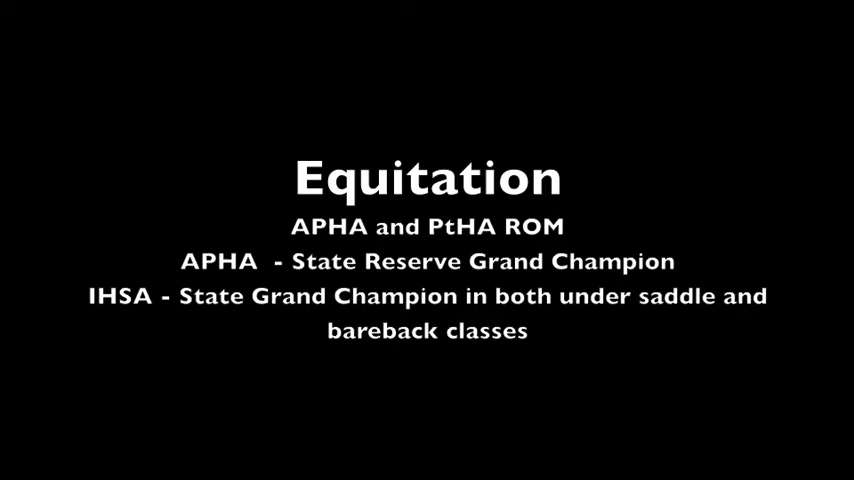 Equitation
APHA and PtHA ROM
APHA  - State Reserve Grand Champion
IHSA - State Grand Champion in both under saddle and
bareback classes